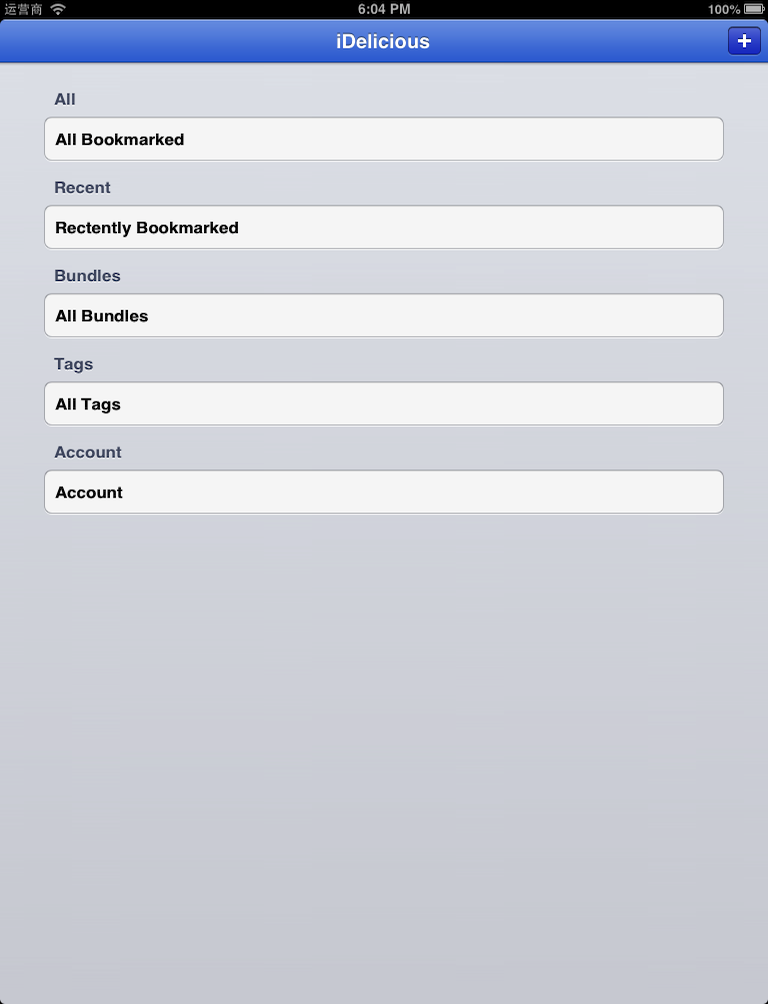 运营商 6:04 PM 100%
iDelicious +
All
All Bookmarked
Recent
Rectently Bookmarked
Bundles
All Bundles
Tags
All Tags
Account
Account